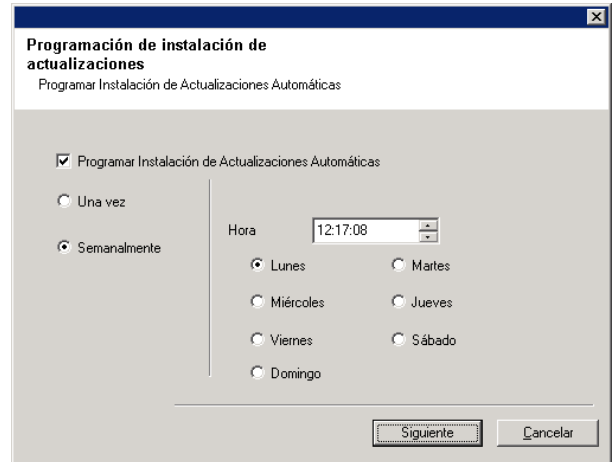 Programación de instalación de
actualizaciones
Programar Instalación de Actualizaciones Automáticas
Programar Instalación de Actualizaciones Automáticas
Una vez
Semanalmente
Hora 12:17:08
Lunes Martes
Miércoles Jueves
Viernes Sábado
Domingo
Siguiente Cancelar